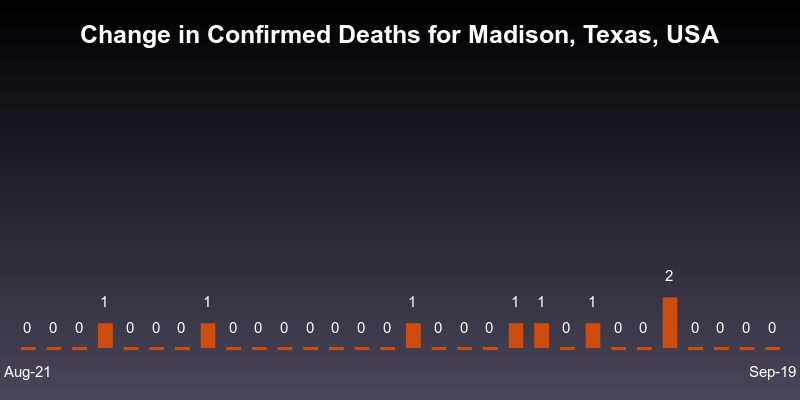 Change in Confirmed Deaths for Madison, Texas, USA
2
1 1 1 1 1 1
0 0 0 0 0 0 0 0 0 0 0 0 0 0 0 0 0 0 0 0 0 0 0
Aug-21 Sep-19